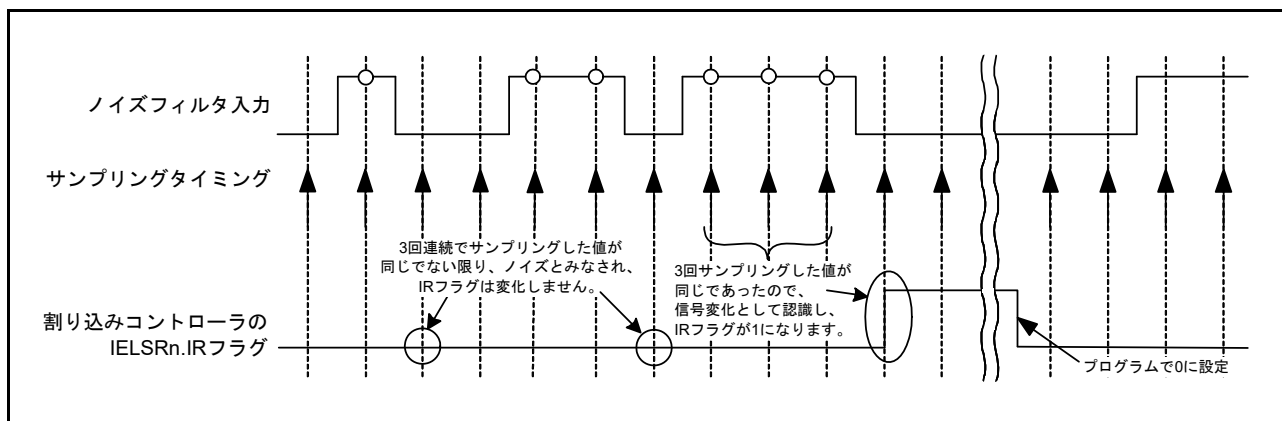 ノイズフィルタ入力
サンプリングタイミング
3回連続でサンプリングした値が
同じでない限り、ノイズとみなされ、
IRフラグは変化しません。
3回サンプリングした値が
同じであったので、
信号変化として認識し、
IRフラグが1になります。
割り込みコントローラの
IELSRn.IRフラグ
プログラムで0に設定